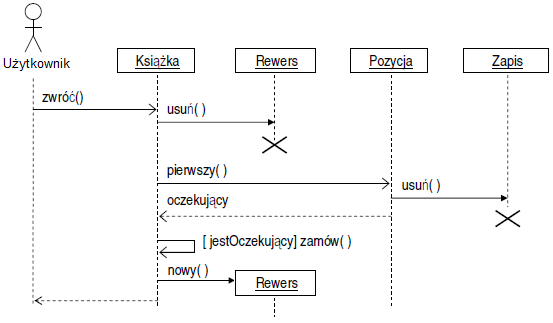 Użytkownik
Książka
Rewers
Pozycja
Zapis
zwróć()
usuń( )
pierwszy( )
usuń( )
oczekujący
[ jestOczekujący] zamów( )
nowy( )
Rewers